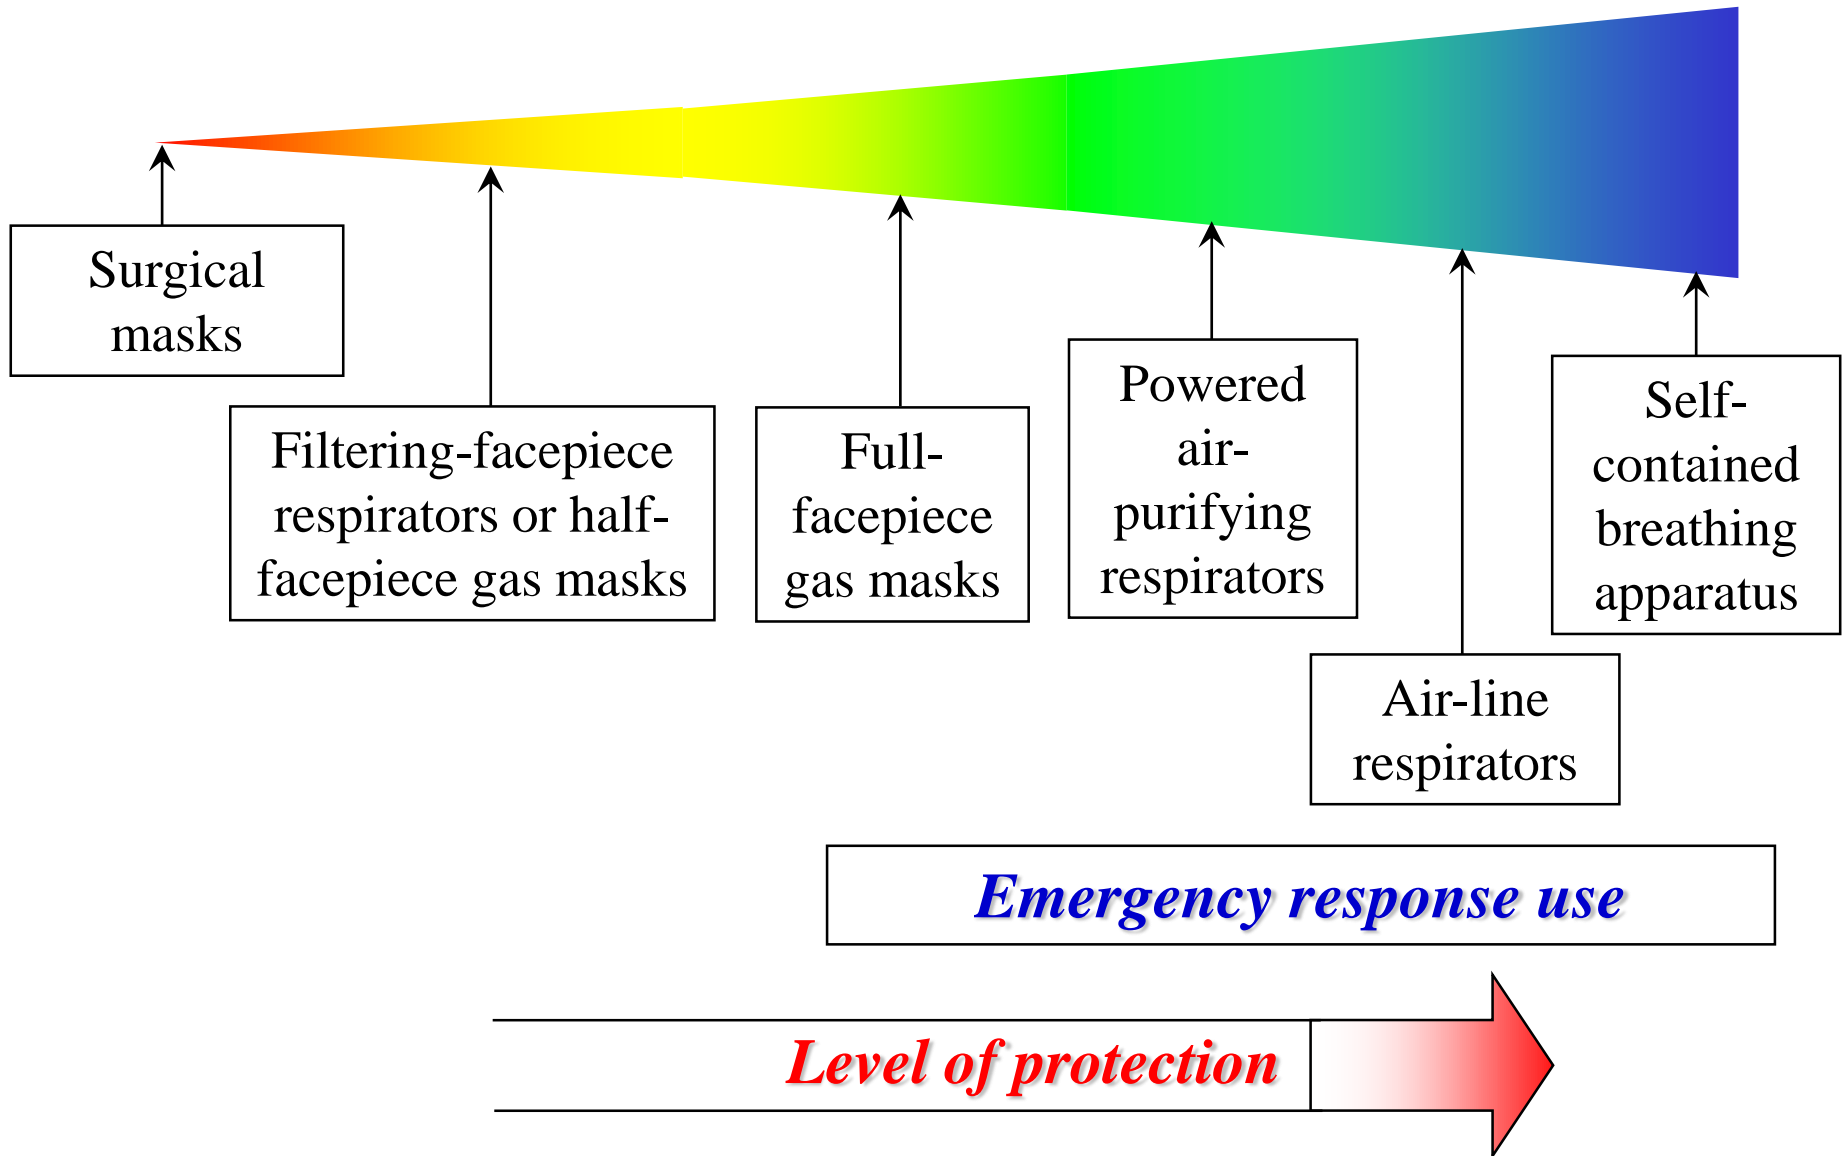 Surgical
masks
Filtering-facepiece
respirators or half-
facepiece gas masks
Full-
facepiece
gas masks
Powered
air-
purifying
respirators
Air-line
respirators
Self-
contained
breathing
apparatus
Emergency response use
Level of protection